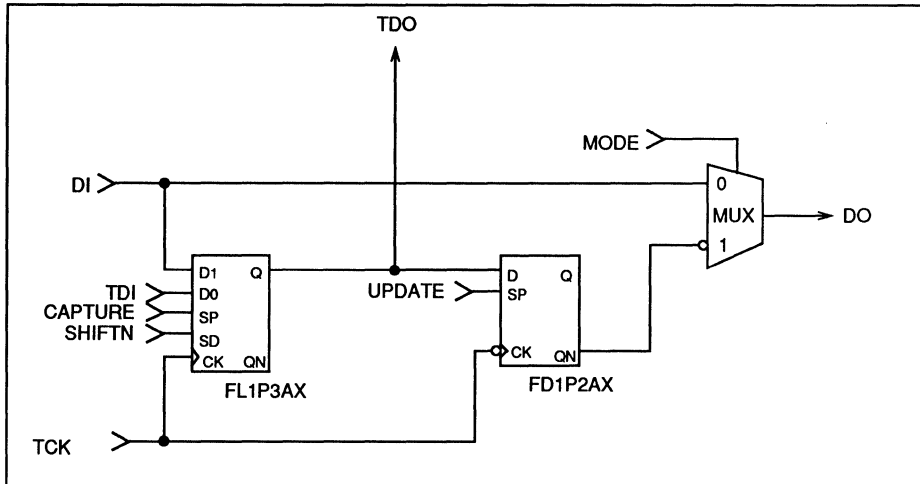 TDO
MODE
DI
0
MUX
DO
1
D1 Q
TDI
D0
CAPTURE
SP
SHIFTN
SD
CK QN
FL1P3AX
UPDATE
D Q
SP
CK QN
FD1P2AX
TCK